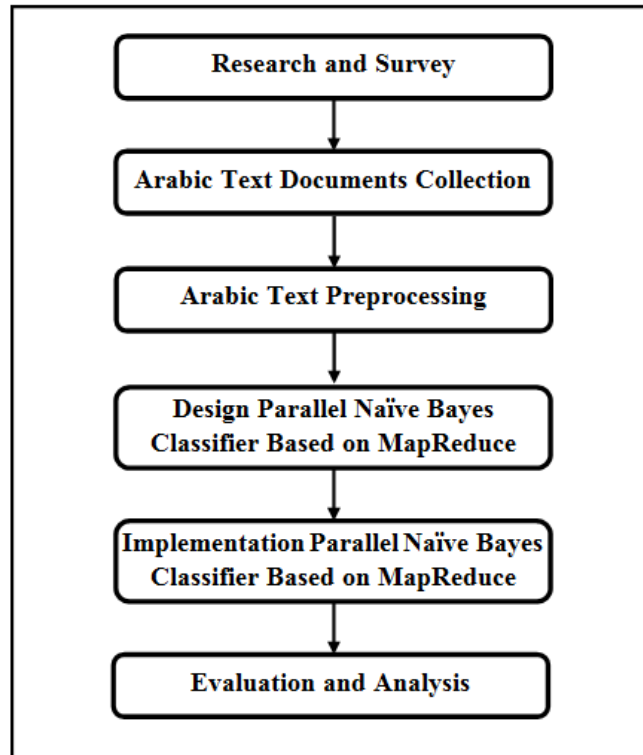 Research and Survey
Arabic Text Documents Collection
Arabic Text Preprocessing
Design Parallel Naïve Bayes
Classifier Based on MapReduce
Implementation Parallel Naïve Bayes
Classifier Based on MapReduce
Evaluation and Analysis